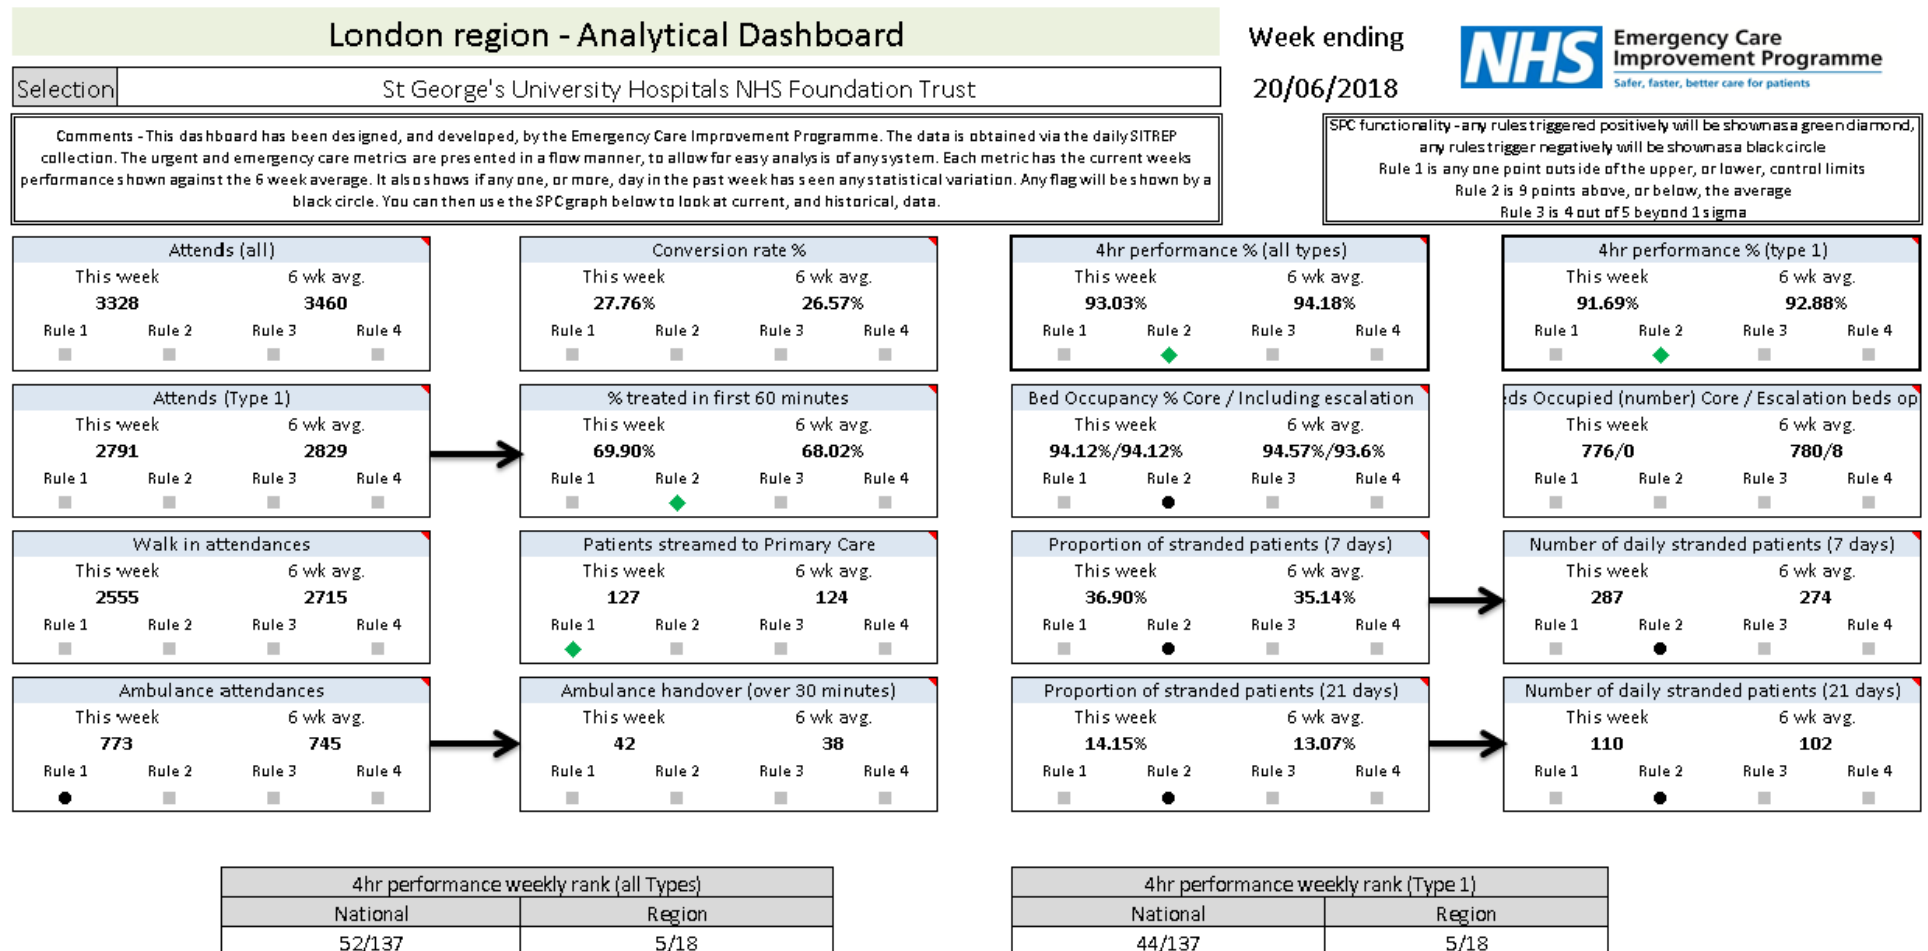 London region - Analytical Dashboard
Week ending
20/06/2018
NHS
Emergency Care
Improvement Programme
Safer, faster, better care for patients
Selection
St George's University Hospitals NHS Foundation Trust
Comments - This dashboard has been designed, and developed, by the Emergency Care Improvement Programme. The data is obtained via the daily SITREP
collection. The urgent and emergency care metrics are presented in a flow manner, to allow for easy analysis of any system. Each metric has the current weeks
performance shown against the 6 week average. It also shows if any one, or more, day in the past week has seen any statistical variation. Any flag will be shown by a
black circle. You can then use the SPC graph below to look at current, and historical, data.
SPC functionality - any rules triggered positively will be shown as a green diamond,
any rules trigger negatively will be shown as a black circle
Rule 1 is any one point outside of the upper, or lower, control limits
Rule 2 is 9 points above, or below, the average
Rule 3 is 4 out of 5 beyond 1 sigma
Attends (all)
This week 6 wk avg.
3328 3460
Rule 1 Rule 2 Rule 3 Rule 4
Conversion rate %
This week 6 wk avg.
27.76% 26.57%
Rule 1 Rule 2 Rule 3 Rule 4
4hr performance % (all types)
This week 6 wk avg.
93.03% 94.18%
Rule 1 Rule 2 Rule 3 Rule 4
4hr performance % (type 1)
This week 6 wk avg.
91.69% 92.88%
Rule 1 Rule 2 Rule 3 Rule 4
Attends (Type 1)
This week 6 wk avg.
2791 2829
Rule 1 Rule 2 Rule 3 Rule 4
% treated in first 60 minutes
This week 6 wk avg.
69.90% 68.02%
Rule 1 Rule 2 Rule 3 Rule 4
Bed Occupancy % Core / Including escalation
This week 6 wk avg.
94.12%/94.12% 94.57%/93.6%
Rule 1 Rule 2 Rule 3 Rule 4
ds Occupied (number) Core / Escalation beds op
This week 6 wk avg.
776/0 780/8
Rule 1 Rule 2 Rule 3 Rule 4
Walk in attendances
This week 6 wk avg.
2555 2715
Rule 1 Rule 2 Rule 3 Rule 4
Patients streamed to Primary Care
This week 6 wk avg.
127 124
Rule 1 Rule 2 Rule 3 Rule 4
Proportion of stranded patients (7 days)
This week 6 wk avg.
36.90% 35.14%
Rule 1 Rule 2 Rule 3 Rule 4
Number of daily stranded patients (7 days)
This week 6 wk avg.
287 274
Rule 1 Rule 2 Rule 3 Rule 4
Ambulance attendances
This week 6 wk avg.
773 745
Rule 1 Rule 2 Rule 3 Rule 4
Ambulance handover (over 30 minutes)
This week 6 wk avg.
42 38
Rule 1 Rule 2 Rule 3 Rule 4
Proportion of stranded patients (21 days)
This week 6 wk avg.
14.15% 13.07%
Rule 1 Rule 2 Rule 3 Rule 4
Number of daily stranded patients (21 days)
This week 6 wk avg.
110 102
Rule 1 Rule 2 Rule 3 Rule 4
4hr performance weekly rank (all Types)
National Region
52/137 5/18
4hr performance weekly rank (Type 1)
National Region
44/137 5/18